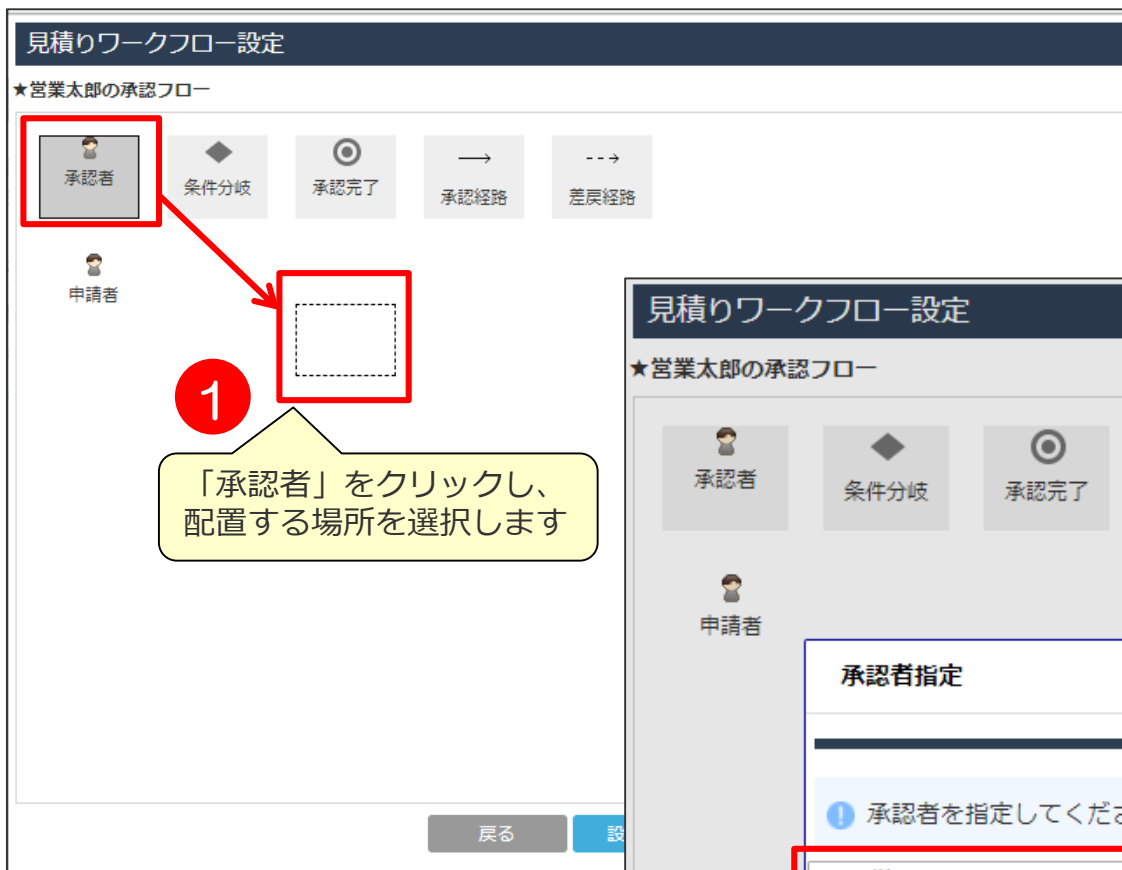 見積りワークフロー設定
★営業太郎の承認フロー
承認者
条件分岐
承認完了
承認経路
差戻経路
申請者
1
「承認者」をクリックし、
配置する場所を選択します
戻る
設
見積りワークフロー設定
★営業太郎の承認フロー
承認者
条件分岐
承認完了
申請者
承認者指定
承認者を指定してくださ